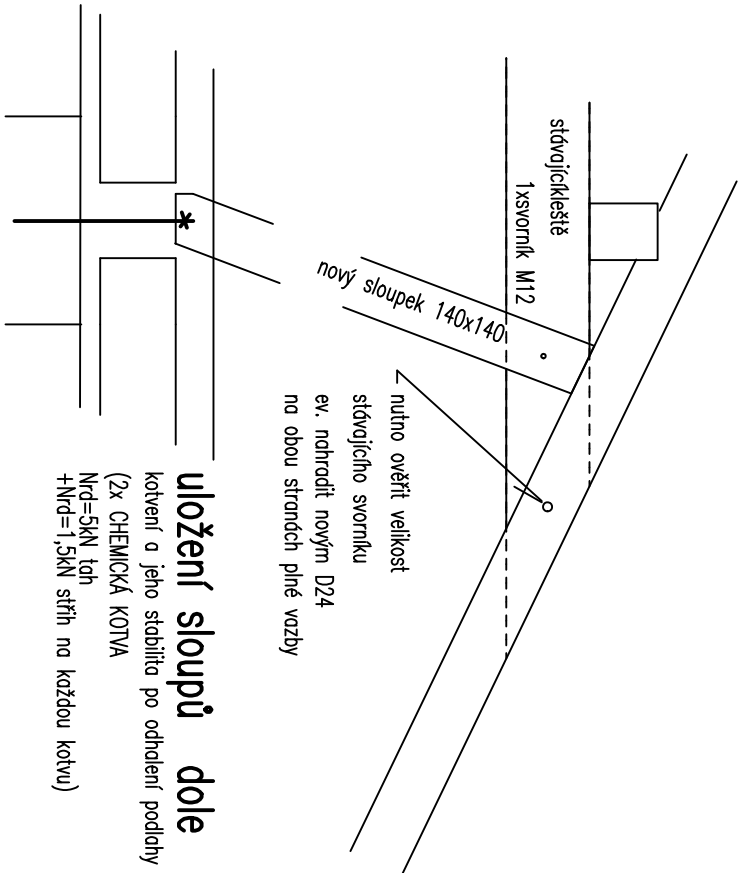 stávajícíkleště
1xsvorník M12
nový sloupek 140x140
nutno ověřit velikost
stávajícího svorníku
ev. nahradit novým D24
na obou stranách plné vazby
uložení sloupů dole
kotvení a jeho stabilita po odhalení podlahy
(2x CHEMICKÁ KOTVA
Nrd=5kN tah
+Nrd=1,5kN střih na každou kotvu)